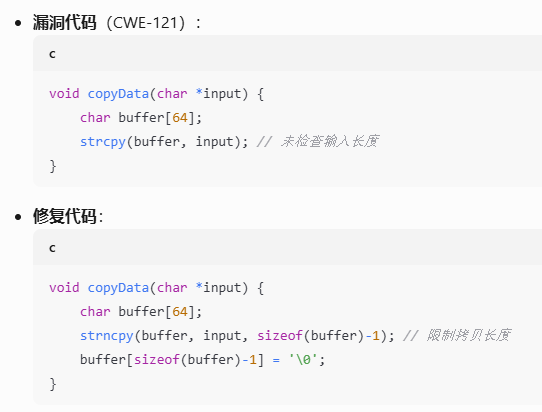 • 漏洞代码（CWE-121）:
c
void copyData(char *input) {
    char buffer[64];
    strcpy(buffer, input); // 未检查输入长度
}
• 修复代码:
c
void copyData(char *input) {
    char buffer[64];
    strncpy(buffer, input, sizeof(buffer)-1); // 限制拷贝长度
    buffer[sizeof(buffer)-1] = '\0';
}